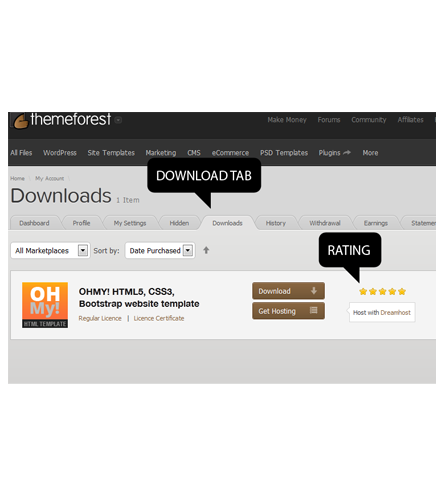 themeforest
Make Money Forums Community Affiliates
All Files WordPress Site Templates Marketing CMS eCommerce PSD Templates Plugins More
DOWNLOAD TAB
Home My Account
Downloads 1 Item
Dashboard Profile My Settings Hidden Downloads History Withdrawal Earnings Stateme
RATING
All Marketplaces Sort by: Date Purchased
OH
My!
HTML TEMPLATE
OHMY! HTML5, CSS3,
Bootstrap website template
Regular Licence | Licence Certificate
Download
Get Hosting
Host with Dreamhost